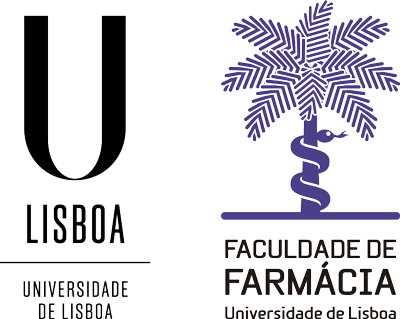 U
LISBOA
UNIVERSIDADE
DE LISBOA
FACULDADE DE
FARMÁCIA
Universidade de Lisboa